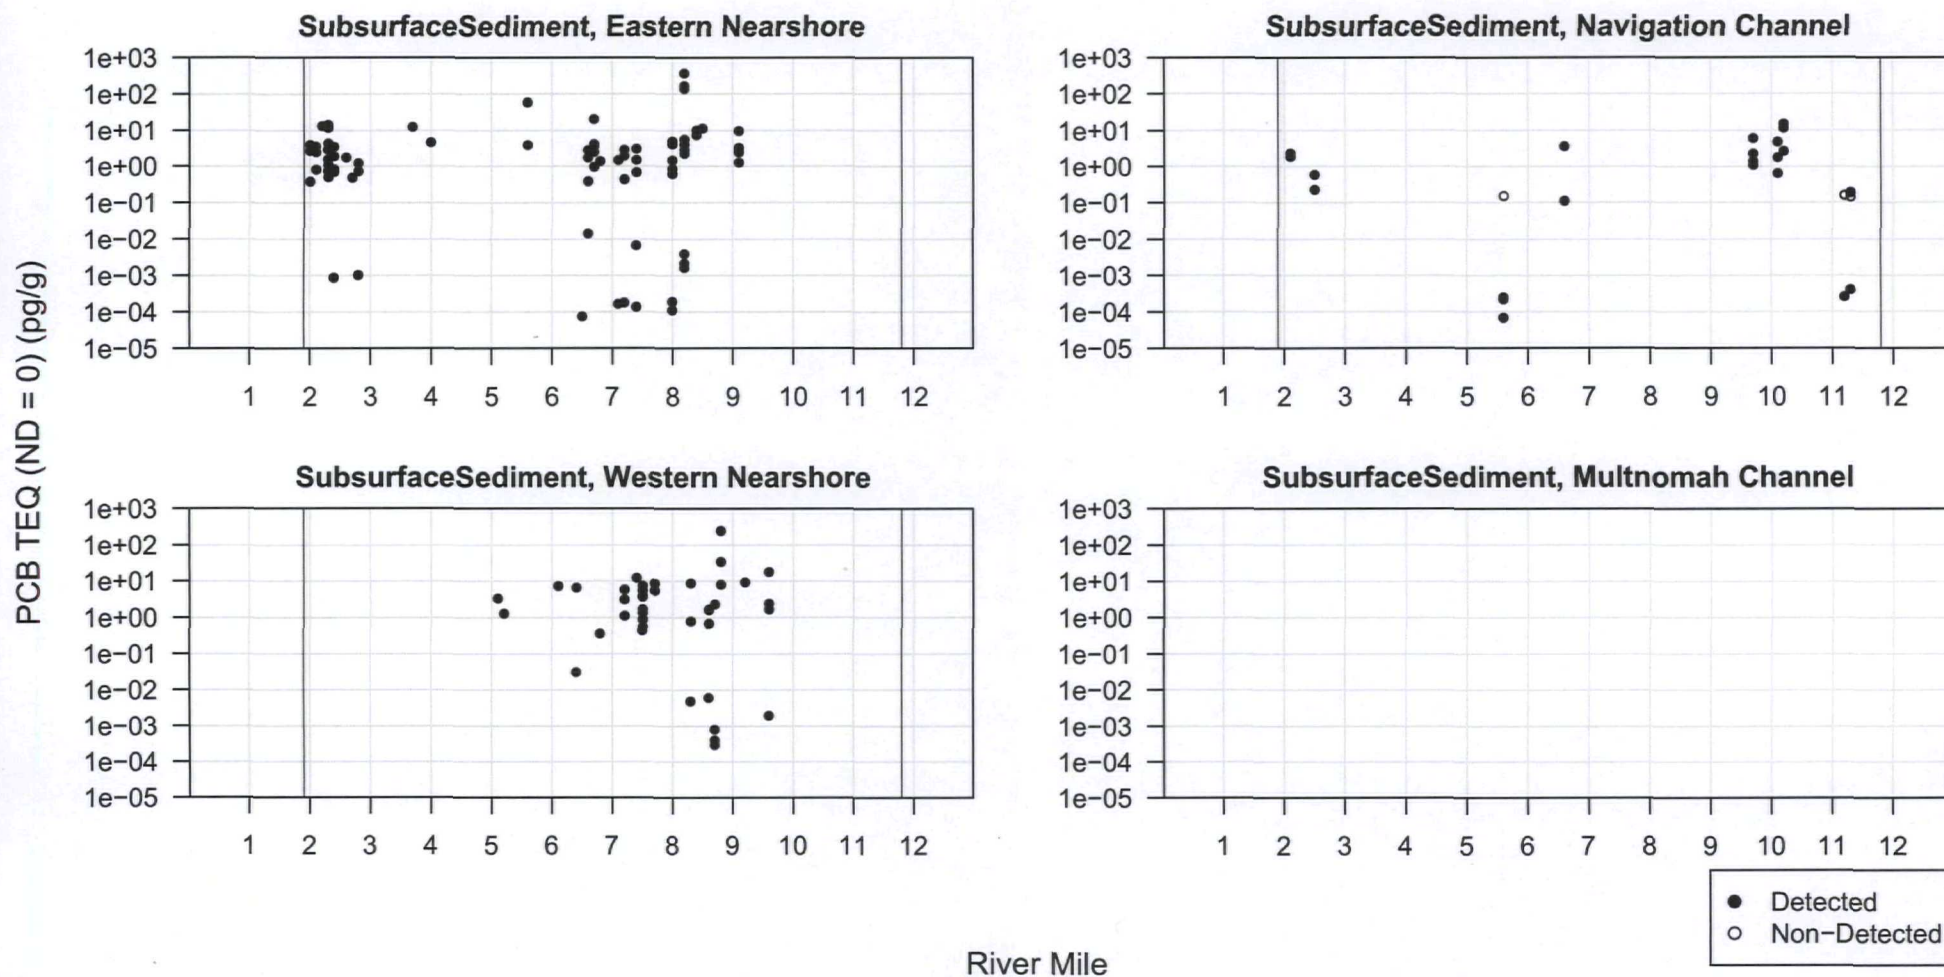 SubsurfaceSediment, Eastern Nearshore
1e+03
1e+02
1e+01
1e+00
1e−01
1e−02
1e−03
1e−04
1e−05
1 2 3 4 5 6 7 8 9 10 11 12
SubsurfaceSediment, Navigation Channel
1e+03
1e+02
1e+01
1e+00
1e−01
1e−02
1e−03
1e−04
1e−05
1 2 3 4 5 6 7 8 9 10 11 12
PCB TEQ (ND = 0) (pg/g)
SubsurfaceSediment, Western Nearshore
1e+03
1e+02
1e+01
1e+00
1e−01
1e−02
1e−03
1e−04
1e−05
1 2 3 4 5 6 7 8 9 10 11 12
SubsurfaceSediment, Multnomah Channel
1e+03
1e+02
1e+01
1e+00
1e−01
1e−02
1e−03
1e−04
1e−05
1 2 3 4 5 6 7 8 9 10 11 12
Detected
Non−Detected
River Mile